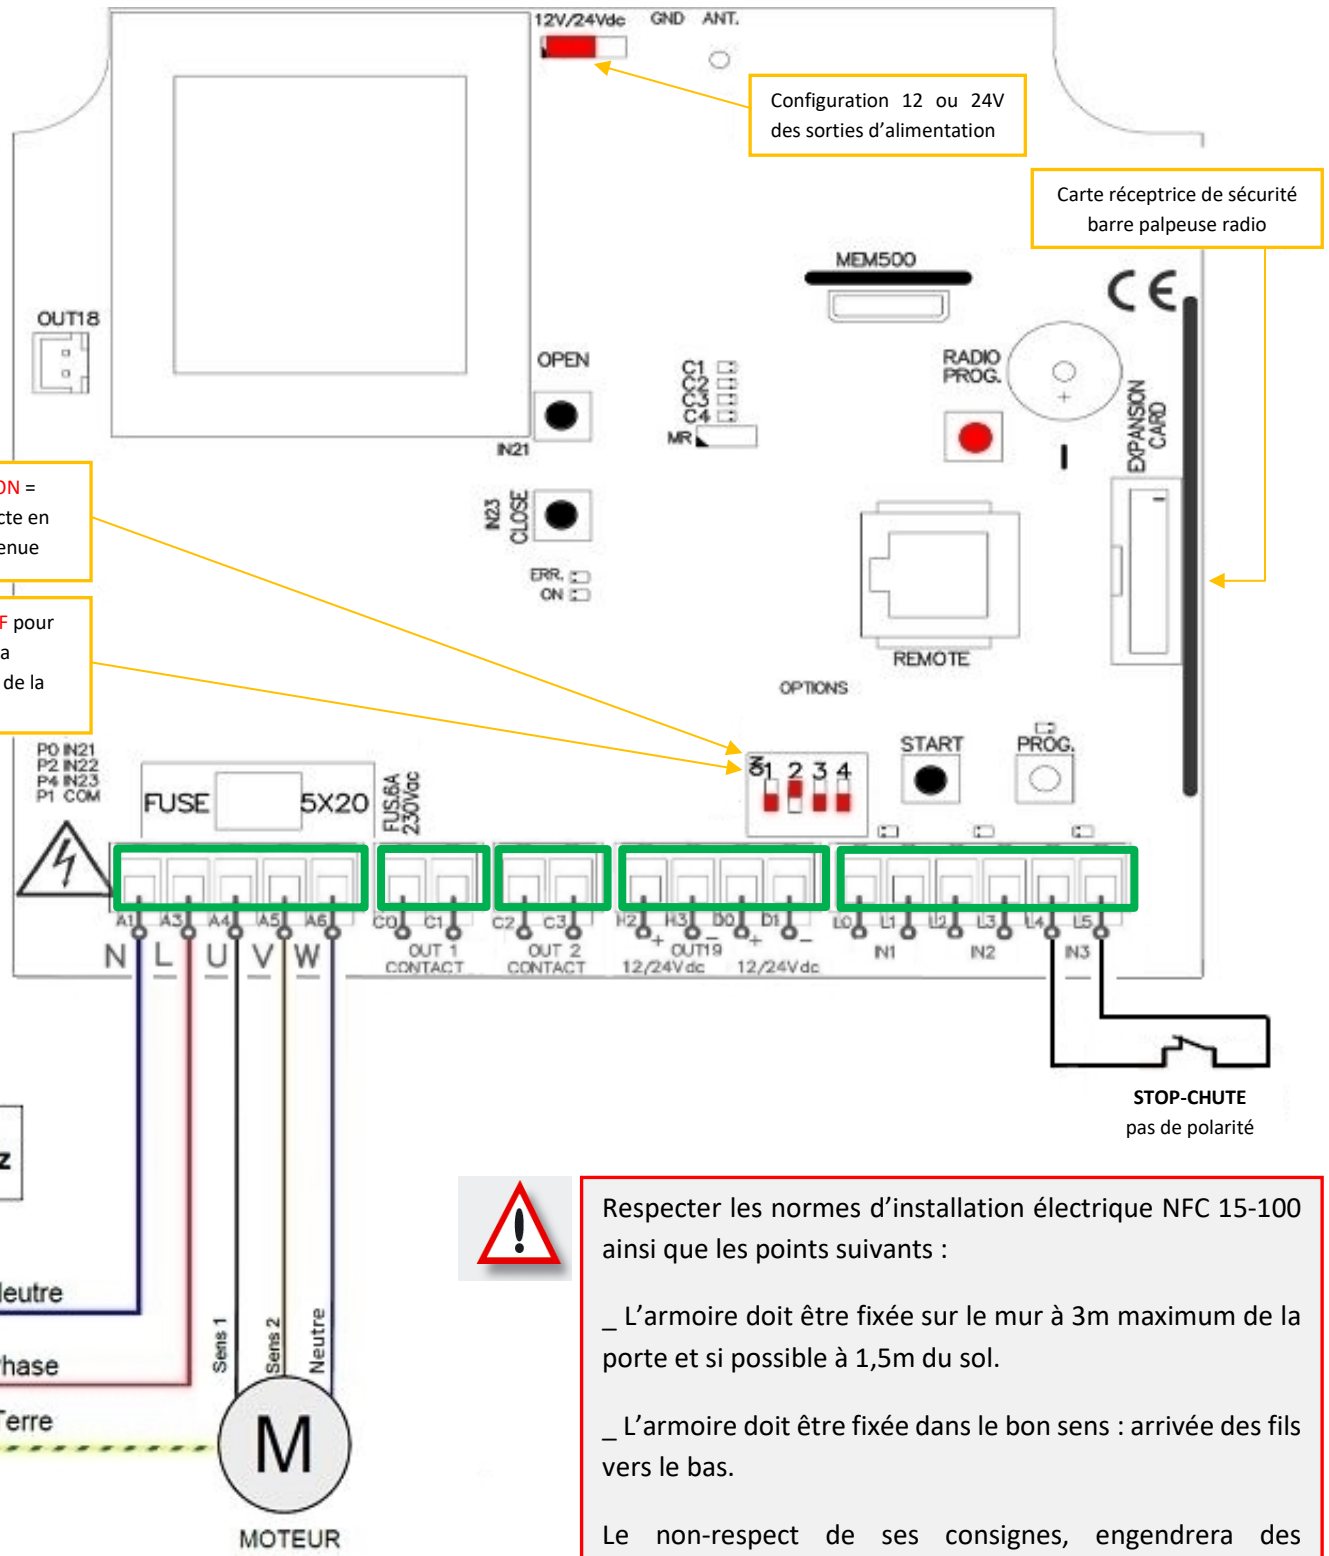 12V/24Vdc GND ANT.
Configuration 12 ou 24V
des sorties d’alimentation
Carte réceptrice de sécurité
barre palpeuse radio
MEM500
CE
OUT18
OPEN
IN21
C1
C2
C3
C4
MR
RADIO
PROG.
+
EXPANSION
CARD
ON =
cte en
enue
IN23
CLOSE
ERR.
ON
F pour
a
de la
REMOTE
OPTIONS
P0 IN21
P2 IN22
P4 IN23
P1 COM
FUSE 5X20
FUS.6A
230Vac
ON
1 2 3 4
START
PROG.
A1 A3 A4 A5 A6 C0 C1 C2 C3 H2 H3 D0 D1 L0 L1 L2 L3 L4 L5
N L U V W
+ - + -
OUT 1
CONTACT
OUT 2
CONTACT
OUT19
12/24Vdc 12/24Vdc
IN1 IN2 IN3
STOP-CHUTE
pas de polarité
z
leutre
hase
Terre
Sens 1
Sens 2
Neutre
M
MOTEUR
!
Respecter les normes d’installation électrique NFC 15-100
ainsi que les points suivants :
_ L’armoire doit être fixée sur le mur à 3m maximum de la
porte et si possible à 1,5m du sol.
_ L’armoire doit être fixée dans le bon sens : arrivée des fils
vers le bas.
Le non-respect de ses consignes, engendrera des